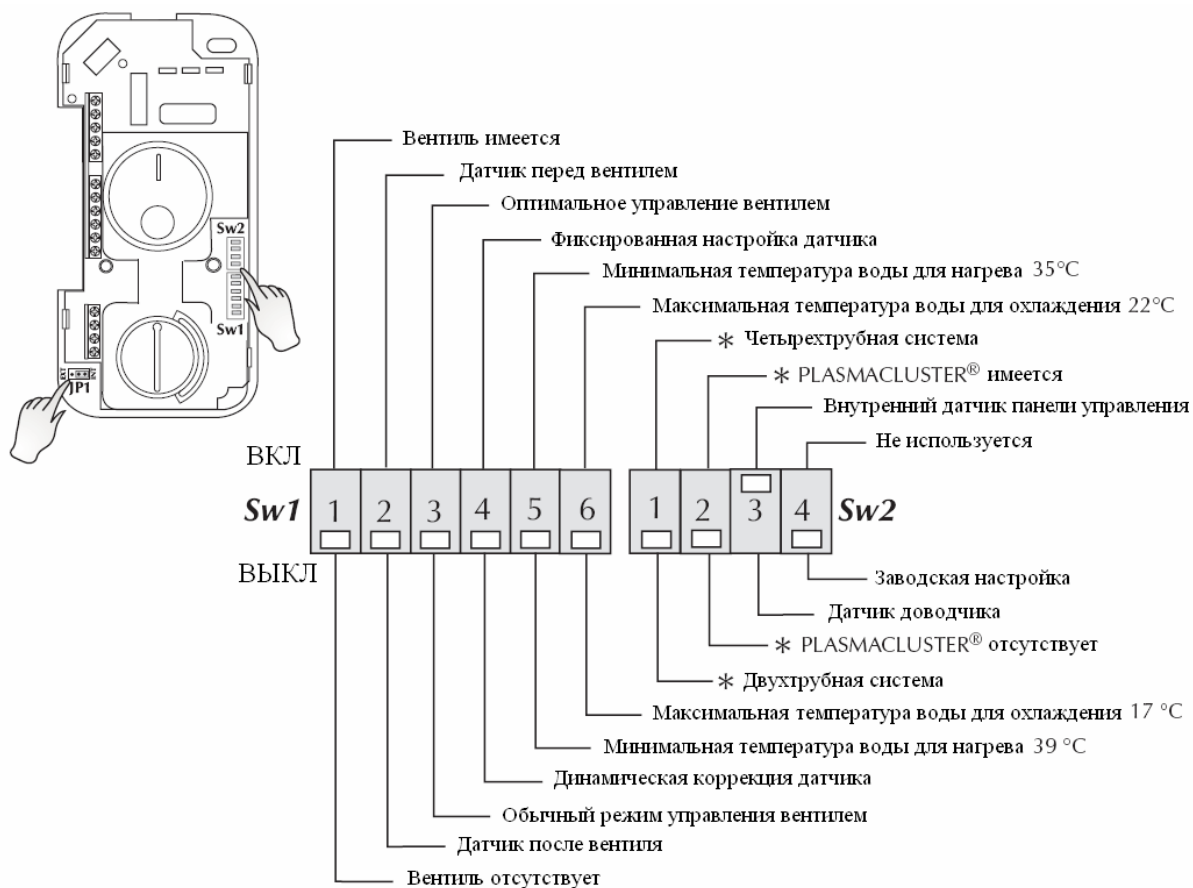 Sw2
Sw1
EXT
INT
JP1
Вентиль имеется
Датчик перед вентилем
Оптимальное управление вентилем
Фиксированная настройка датчика
Минимальная температура воды для нагрева 35°C
Максимальная температура воды для охлаждения 22°C
* Четырехтрубная система
* PLASMACLUSTER® имеется
Внутренний датчик панели управления
Не используется
ВКЛ
Sw1 1 2 3 4 5 6 1 2 3 4 Sw2
ВЫКЛ
Заводская настройка
Датчик доводчика
* PLASMACLUSTER® отсутствует
* Двухтрубная система
Максимальная температура воды для охлаждения 17 °C
Минимальная температура воды для нагрева 39 °C
Динамическая коррекция датчика
Обычный режим управления вентилем
Датчик после вентиля
Вентиль отсутствует